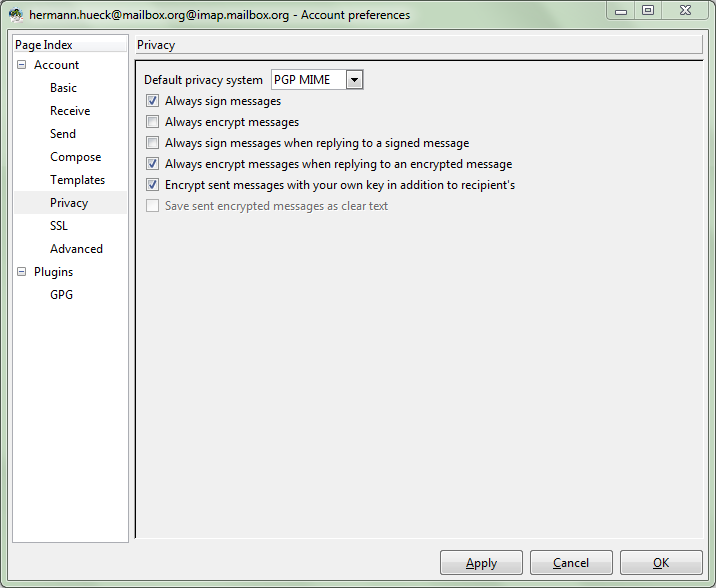 hermann.hueck@mailbox.org@imap.mailbox.org - Account preferences
Page Index
Account
Basic
Receive
Send
Compose
Templates
Privacy
SSL
Advanced
Plugins
GPG
Privacy
Default privacy system PGP MIME
Always sign messages
Always encrypt messages
Always sign messages when replying to a signed message
Always encrypt messages when replying to an encrypted message
Encrypt sent messages with your own key in addition to recipient's
Save sent encrypted messages as clear text
Apply Cancel OK